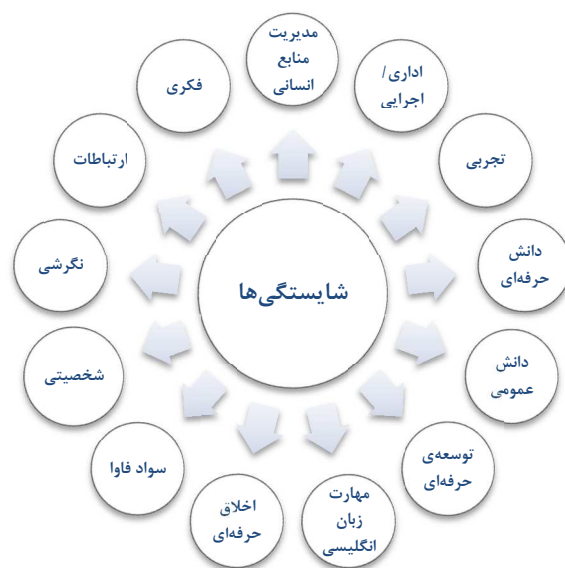 شایستگی‌ها
مدیریت
منابع
انسانی
اداری/
اجرایی
تجربی
دانش
حرفه‌ای
دانش
عمومی
توسعه‌ی
حرفه‌ای
مهارت
زبان
انگلیسی
اخلاق
حرفه‌ای
سواد فاوا
شخصیتی
نگرشی
ارتباطات
فکری